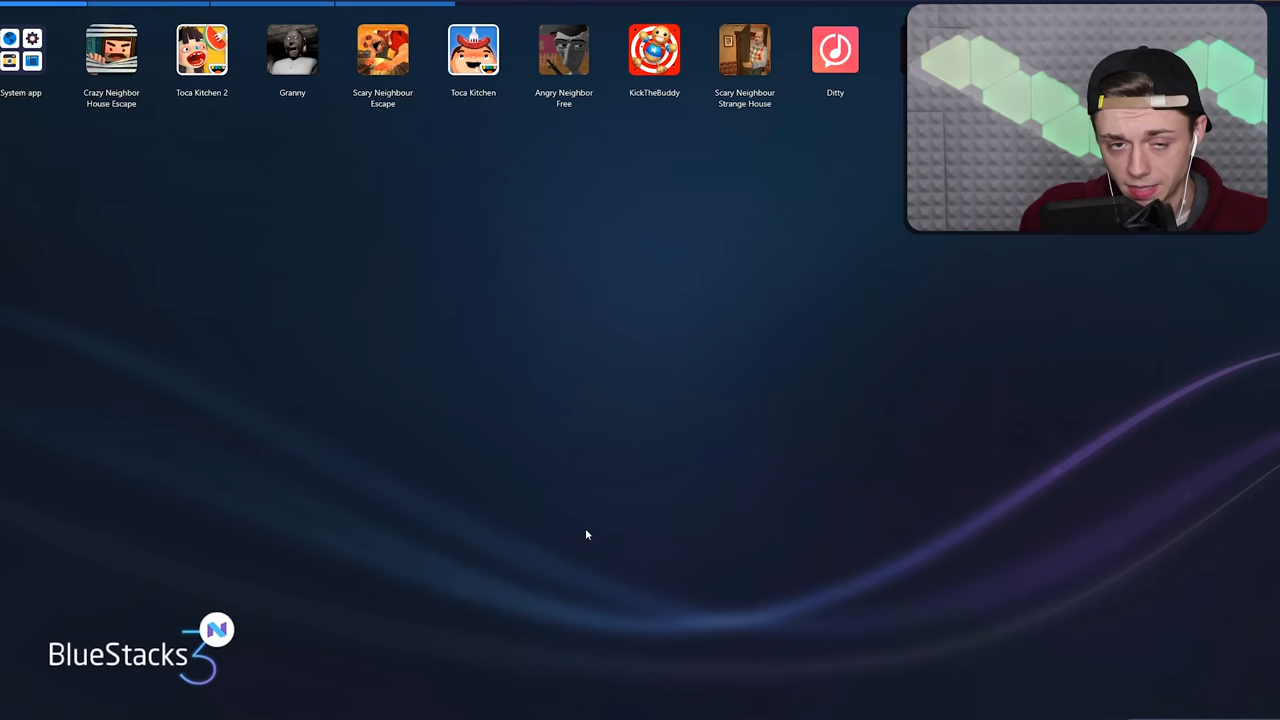 System app
Crazy Neighbor
House Escape
Toca Kitchen 2
Granny
Scary Neighbour
Escape
Toca Kitchen
Angry Neighbor
Free
KickTheBuddy
Scary Neighbour
Strange House
Ditty
BlueStacks 3 N